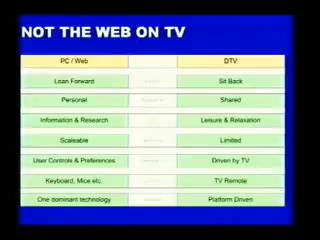 NOT THE WEB ON TV
PC / Web
DTV
Loan Forward
Sit Back
Personal
Shared
Information & Research
Leisure & Relaxation
Scaleable
Limited
User Controls & Preferences
Driven by TV
Keyboard, Mice etc.
TV Remote
One dominant technology
Platform Driven